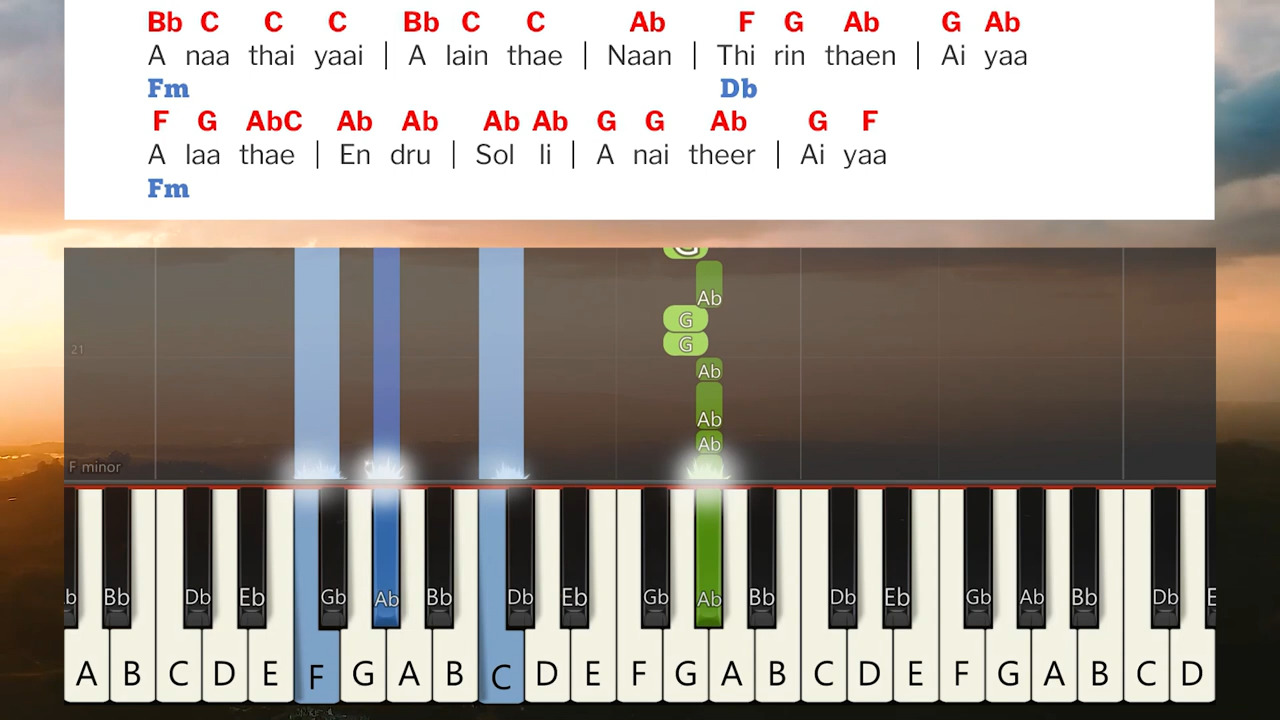 Bb C C C Bb C C Ab F G Ab G Ab
A naa thai yaai | A lain thae | Naan | Thi rin thaen | Ai yaa
Fm Db
F G AbC Ab Ab Ab Ab G G Ab G F
A laa thae | En dru | Sol li | A nai theer | Ai yaa
Fm
G
Ab
G
21 G
Ab
Ab
Ab
F minor
b Bb Db Eb Gb Ab Bb Db Eb Gb Ab Bb Db Eb Gb Ab Bb Db E
A B C D E F G A B C D E F G A B C D E F G A B C D